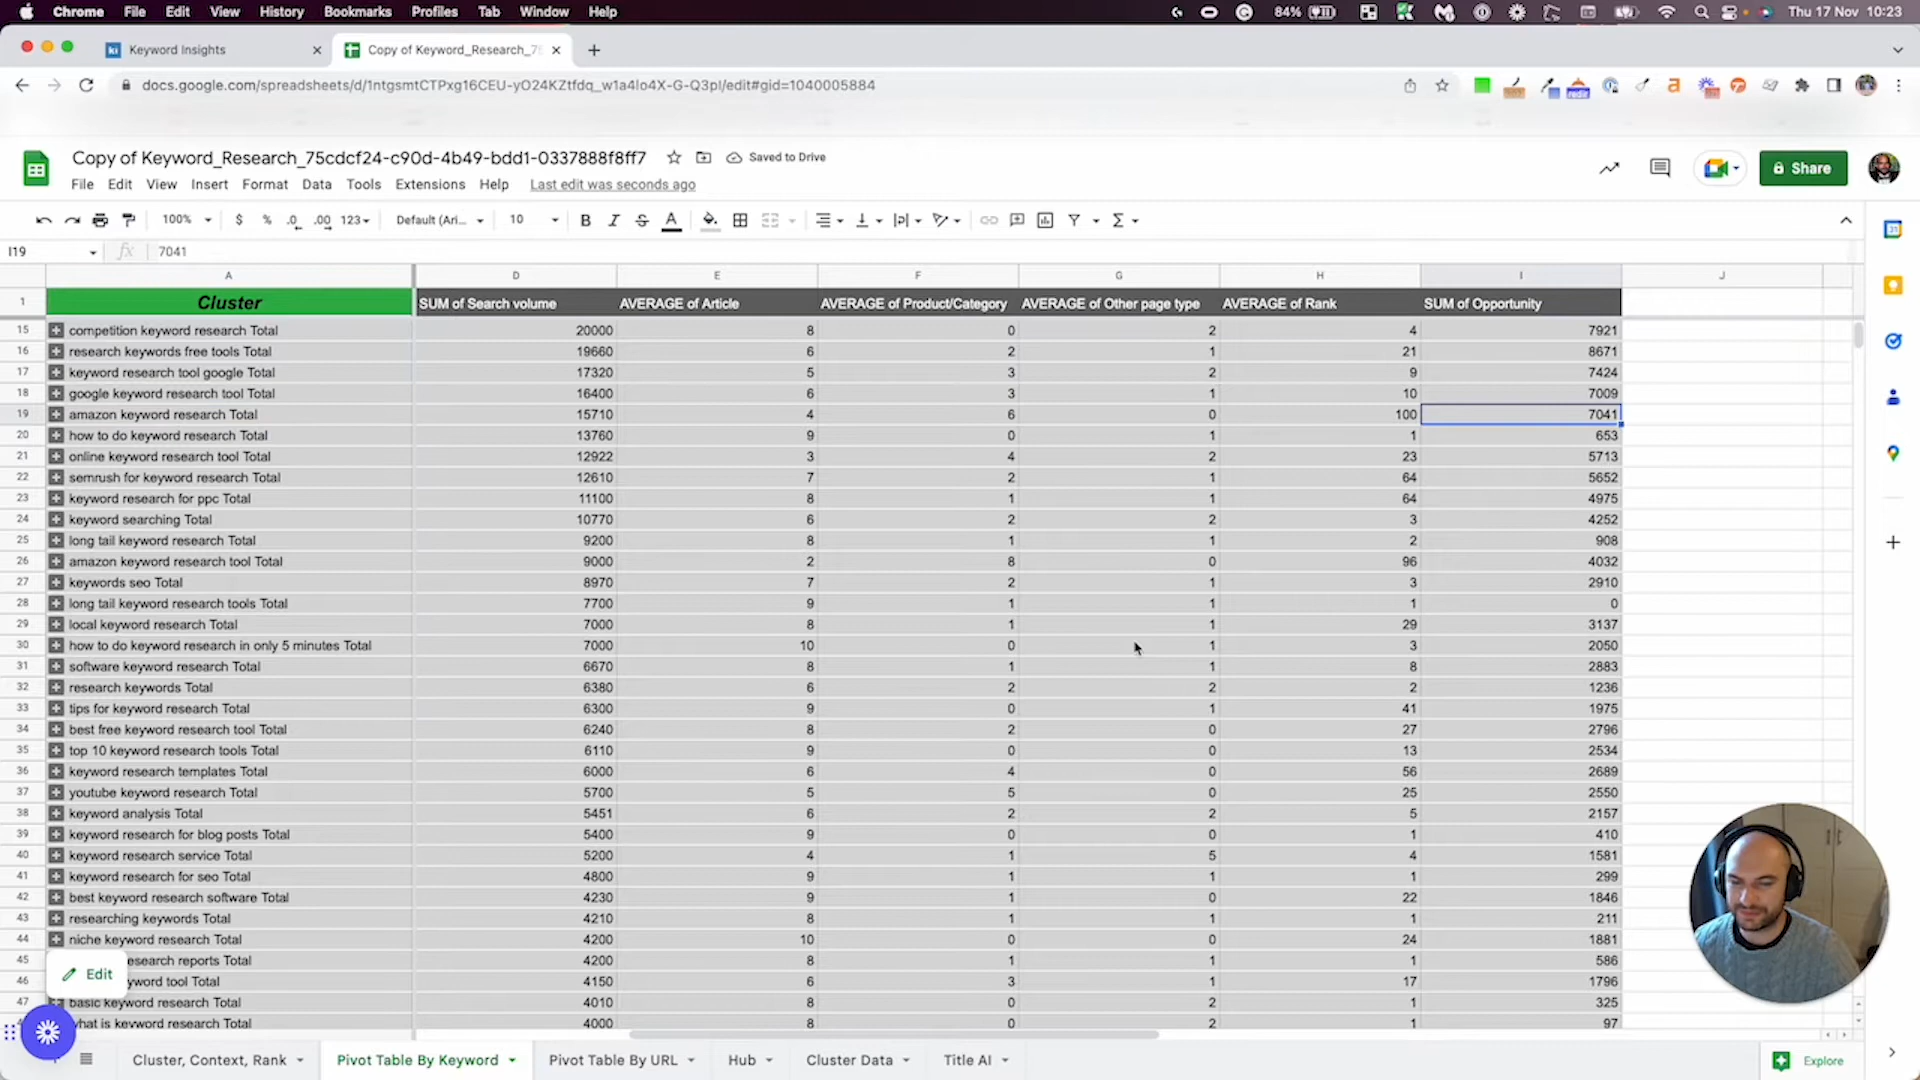 Chrome File Edit View History Bookmarks Profiles Tab Window Help 84% Thu 17 Nov 10:23
Keyword Insights
Copy of Keyword_Research_75
docs.google.com/spreadsheets/d/1ntgsmtCTPxg16CEU-yO24KZtfdq_w1a4lo4X-G-Q3pI/edit#gid=1040005884
Copy of Keyword_Research_75cdcf24-c90d-4b49-bdd1-0337888f8ff7 Saved to Drive
File Edit View Insert Format Data Tools Extensions Help Last edit was seconds ago
Share
100% $ % .0 .00 123 Default (Ari... 10 B I S A
I19 fx 7041
A D E F G H I J
1 Cluster SUM of Search volume AVERAGE of Article AVERAGE of Product/Category AVERAGE of Other page type AVERAGE of Rank SUM of Opportunity
15 competition keyword research Total 20000 8 0 2 4 7921
16 research keywords free tools Total 19660 6 2 1 21 8671
17 keyword research tool google Total 17320 5 3 2 9 7424
18 google keyword research tool Total 16400 6 3 1 10 7009
19 amazon keyword research Total 15710 4 6 0 100 7041
20 how to do keyword research Total 13760 9 0 1 1 653
21 online keyword research tool Total 12922 3 4 2 23 5713
22 semrush for keyword research Total 12610 7 2 1 64 5652
23 keyword research for ppc Total 11100 8 1 1 64 4975
24 keyword searching Total 10770 6 2 2 3 4252
25 long tail keyword research Total 9200 8 1 1 2 908
26 amazon keyword research tool Total 9000 2 8 0 96 4032
27 keywords seo Total 8970 7 2 1 3 2910
28 long tail keyword research tools Total 7700 9 1 1 1 0
29 local keyword research Total 7000 8 1 1 29 3137
30 how to do keyword research in only 5 minutes Total 7000 10 0 1 3 2050
31 software keyword research Total 6670 8 1 1 8 2883
32 research keywords Total 6380 6 2 2 2 1236
33 tips for keyword research Total 6300 9 0 1 41 1975
34 best free keyword research tool Total 6240 8 2 0 27 2796
35 top 10 keyword research tools Total 6110 9 0 0 13 2534
36 keyword research templates Total 6000 6 4 0 56 2689
37 youtube keyword research Total 5700 5 5 0 25 2550
38 keyword analysis Total 5451 6 2 2 5 2157
39 keyword research for blog posts Total 5400 9 0 0 1 410
40 keyword research service Total 5200 4 1 5 4 1581
41 keyword research for seo Total 4800 9 1 1 1 299
42 best keyword research software Total 4230 9 1 0 22 1846
43 researching keywords Total 4210 8 1 1 1 211
44 niche keyword research Total 4200 10 0 0 24 1881
45 esearch reports Total 4200 8 1 1 1 586
46 yword tool Total 4150 6 3 1 17 1796
47 basic keyword research Total 4010 8 0 2 1 325
what is keyword research Total 4000 8 0 2 1 97
Edit
Cluster, Context, Rank Pivot Table By Keyword Pivot Table By URL Hub Cluster Data Title AI Explore